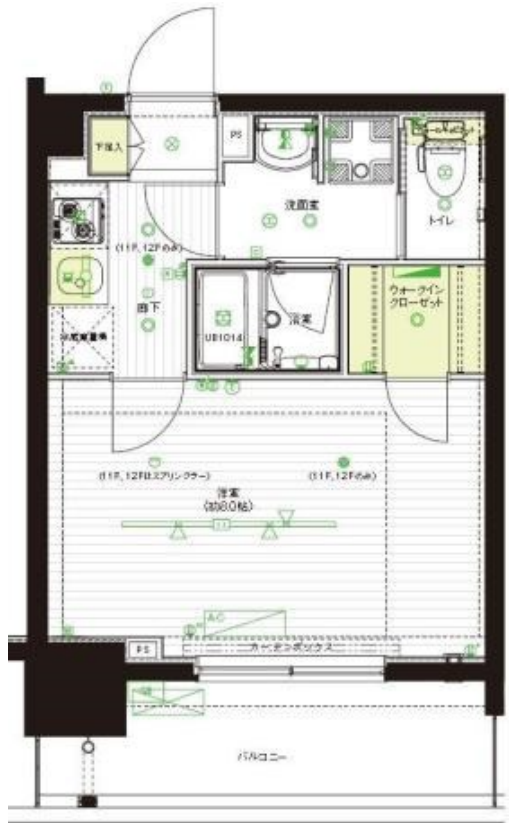 下足入
PS
洗面室
トイレ
(11F,12Fのみ)
廊下
冷蔵庫置場
UB1014
浴室
ウォークイン
クローゼット
(11F,12Fはスプリンクラー)
(11F,12Fのみ)
洋室
(約8.0帖)
AC
PS
カーテンボックス
バルコニー